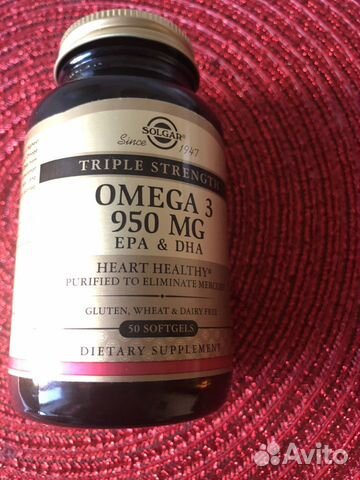 SOLGAR®
Since 1947
TRIPLE STRENGTH
OMEGA 3
950 MG
EPA & DHA
HEART HEALTHY*
PURIFIED TO ELIMINATE MERCURY
GLUTEN, WHEAT & DAIRY FREE
50 SOFTGELS
DIETARY SUPPLEMENT
Avito